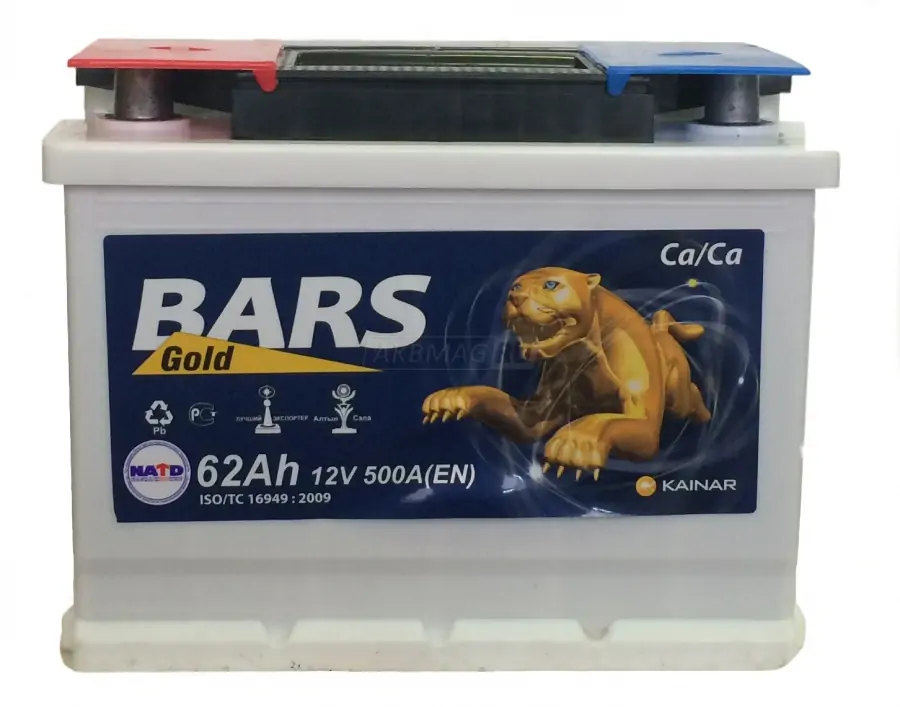 Ca/Ca
BARS
Gold
ЛУЧШИЙ ЭКСПОРТЕР Алтын Сапа
Pb
РСТ
NATD
62Ah 12V 500A(EN)
ISO/TC 16949 : 2009
KAINAR